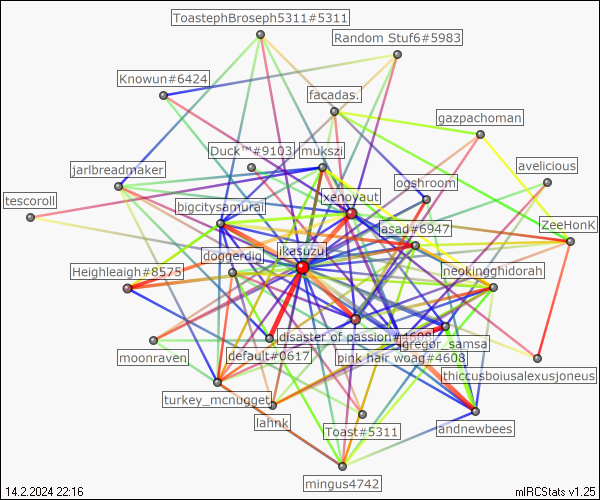 ToastephBroseph5311#5311
Random Stuf6#5983
Knowun#6424
facadas.
gazpachoman
Duck™#9103
mukszi
jarlbreadmaker
avelicious
ogshroom
tescoroll
xenoyaut
bigcitysamurai
asad#6947
ZeeHonK
ikasuzu
doggerdig
Heighleaigh#8575
neokingghidorah
disaster of passion#4608
gregor_samsa
moonraven
default#0617
pink hair woag#4608
thiccusboiusalexusjoneus
turkey_mcnugget
lahnk
Toast#5311
andnewbees
mingus4742
14.2.2024 22:16
mIRCStats v1.25